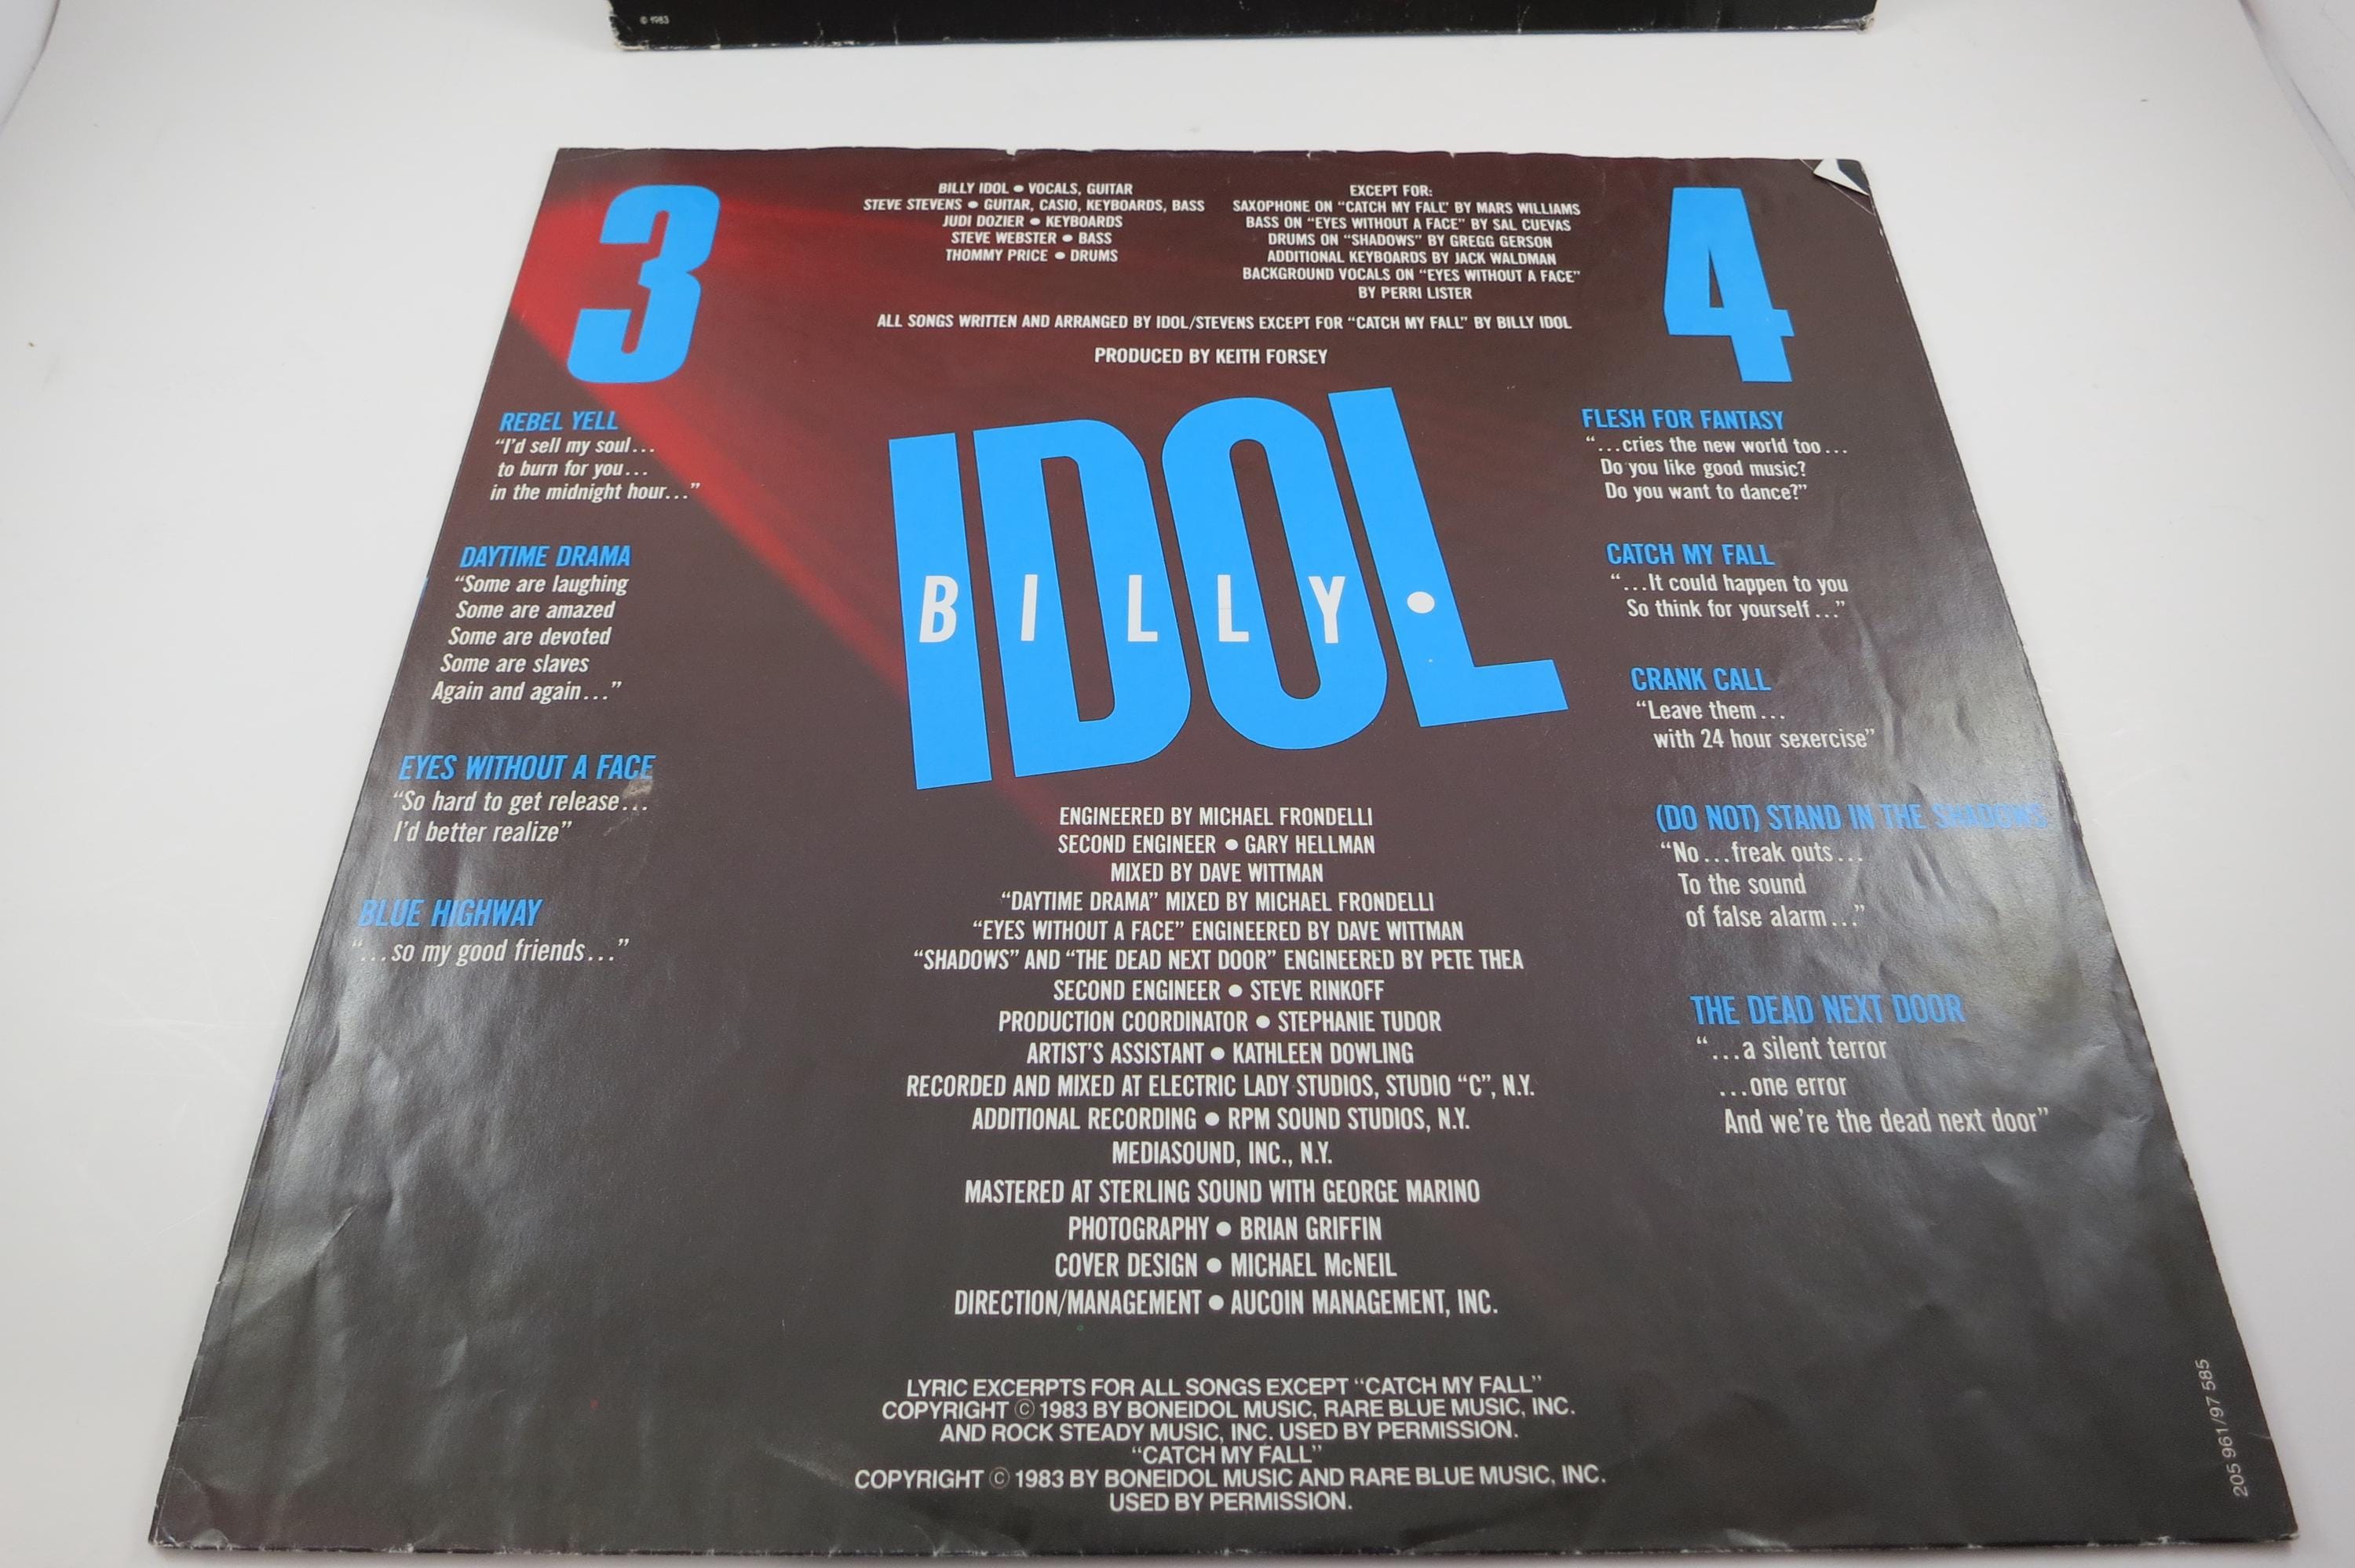 © 1983
3
BILLY IDOL • VOCALS, GUITAR
STEVE STEVENS • GUITAR, CASIO, KEYBOARDS, BASS
JUDI DOZIER • KEYBOARDS
STEVE WEBSTER • BASS
THOMMY PRICE • DRUMS
EXCEPT FOR:
SAXOPHONE ON “CATCH MY FALL” BY MARS WILLIAMS
BASS ON “EYES WITHOUT A FACE” BY SAL CUEVAS
DRUMS ON “SHADOWS” BY GREGG GERSON
ADDITIONAL KEYBOARDS BY JACK WALDMAN
BACKGROUND VOCALS ON “EYES WITHOUT A FACE”
BY PERRI LISTER
4
ALL SONGS WRITTEN AND ARRANGED BY IDOL/STEVENS EXCEPT FOR “CATCH MY FALL” BY BILLY IDOL
PRODUCED BY KEITH FORSEY
REBEL YELL
“I’d sell my soul...
to burn for you...
in the midnight hour...”
DAYTIME DRAMA
“Some are laughing
Some are amazed
Some are devoted
Some are slaves
Again and again...”
EYES WITHOUT A FACE
“So hard to get release...
I’d better realize”
BLUE HIGHWAY
“...so my good friends...”
IDOL
BILLY •
FLESH FOR FANTASY
“...cries the new world too...
Do you like good music?
Do you want to dance?”
CATCH MY FALL
“...It could happen to you
So think for yourself...”
CRANK CALL
“Leave them...
with 24 hour sexercise”
(DO NOT) STAND IN THE SHADOWS
“No...freak outs...
To the sound
of false alarm...”
THE DEAD NEXT DOOR
“...a silent terror
...one error
And we’re the dead next door”
ENGINEERED BY MICHAEL FRONDELLI
SECOND ENGINEER • GARY HELLMAN
MIXED BY DAVE WITTMAN
“DAYTIME DRAMA” MIXED BY MICHAEL FRONDELLI
“EYES WITHOUT A FACE” ENGINEERED BY DAVE WITTMAN
“SHADOWS” AND “THE DEAD NEXT DOOR” ENGINEERED BY PETE THEA
SECOND ENGINEER • STEVE RINKOFF
PRODUCTION COORDINATOR • STEPHANIE TUDOR
ARTIST’S ASSISTANT • KATHLEEN DOWLING
RECORDED AND MIXED AT ELECTRIC LADY STUDIOS, STUDIO “C”, N.Y.
ADDITIONAL RECORDING • RPM SOUND STUDIOS, N.Y.
MEDIASOUND, INC., N.Y.
MASTERED AT STERLING SOUND WITH GEORGE MARINO
PHOTOGRAPHY • BRIAN GRIFFIN
COVER DESIGN • MICHAEL McNEIL
DIRECTION/MANAGEMENT • AUCOIN MANAGEMENT, INC.
LYRIC EXCERPTS FOR ALL SONGS EXCEPT “CATCH MY FALL”
COPYRIGHT © 1983 BY BONEIDOL MUSIC, RARE BLUE MUSIC, INC.
AND ROCK STEADY MUSIC, INC. USED BY PERMISSION.
“CATCH MY FALL”
COPYRIGHT © 1983 BY BONEIDOL MUSIC AND RARE BLUE MUSIC, INC.
USED BY PERMISSION.
205 961/97 585